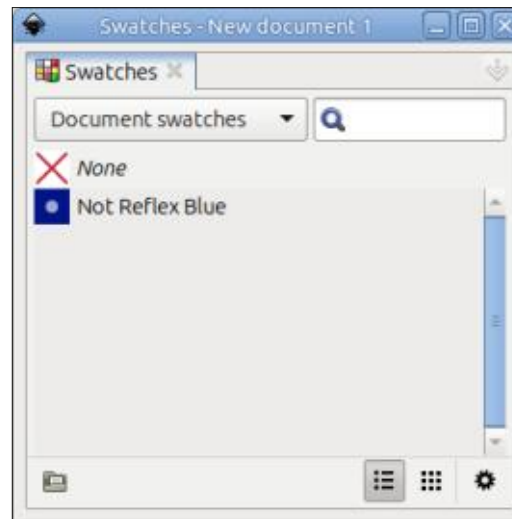 Swatches - New document 1
Swatches
Document swatches
None
Not Reflex Blue